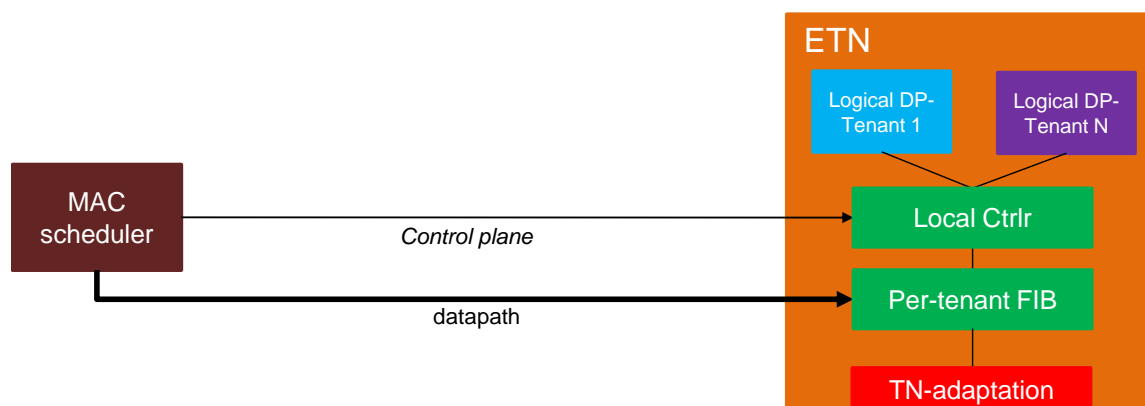 ETN
Logical DP-
Tenant 1
Logical DP-
Tenant N
MAC
scheduler
Control plane
Local Ctrlr
datapath
Per-tenant FIB
TN-adaptation